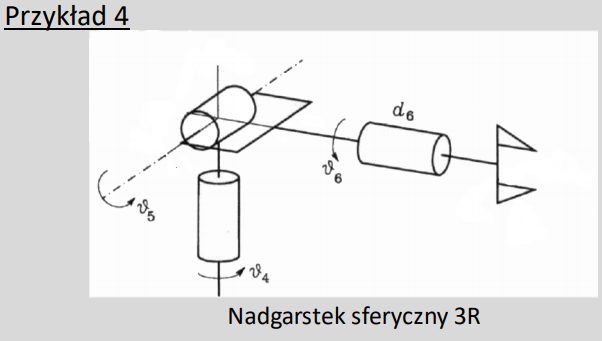 Przykład 4
d₆
ϑ₆
ϑ₅
ϑ₄
Nadgarstek sferyczny 3R